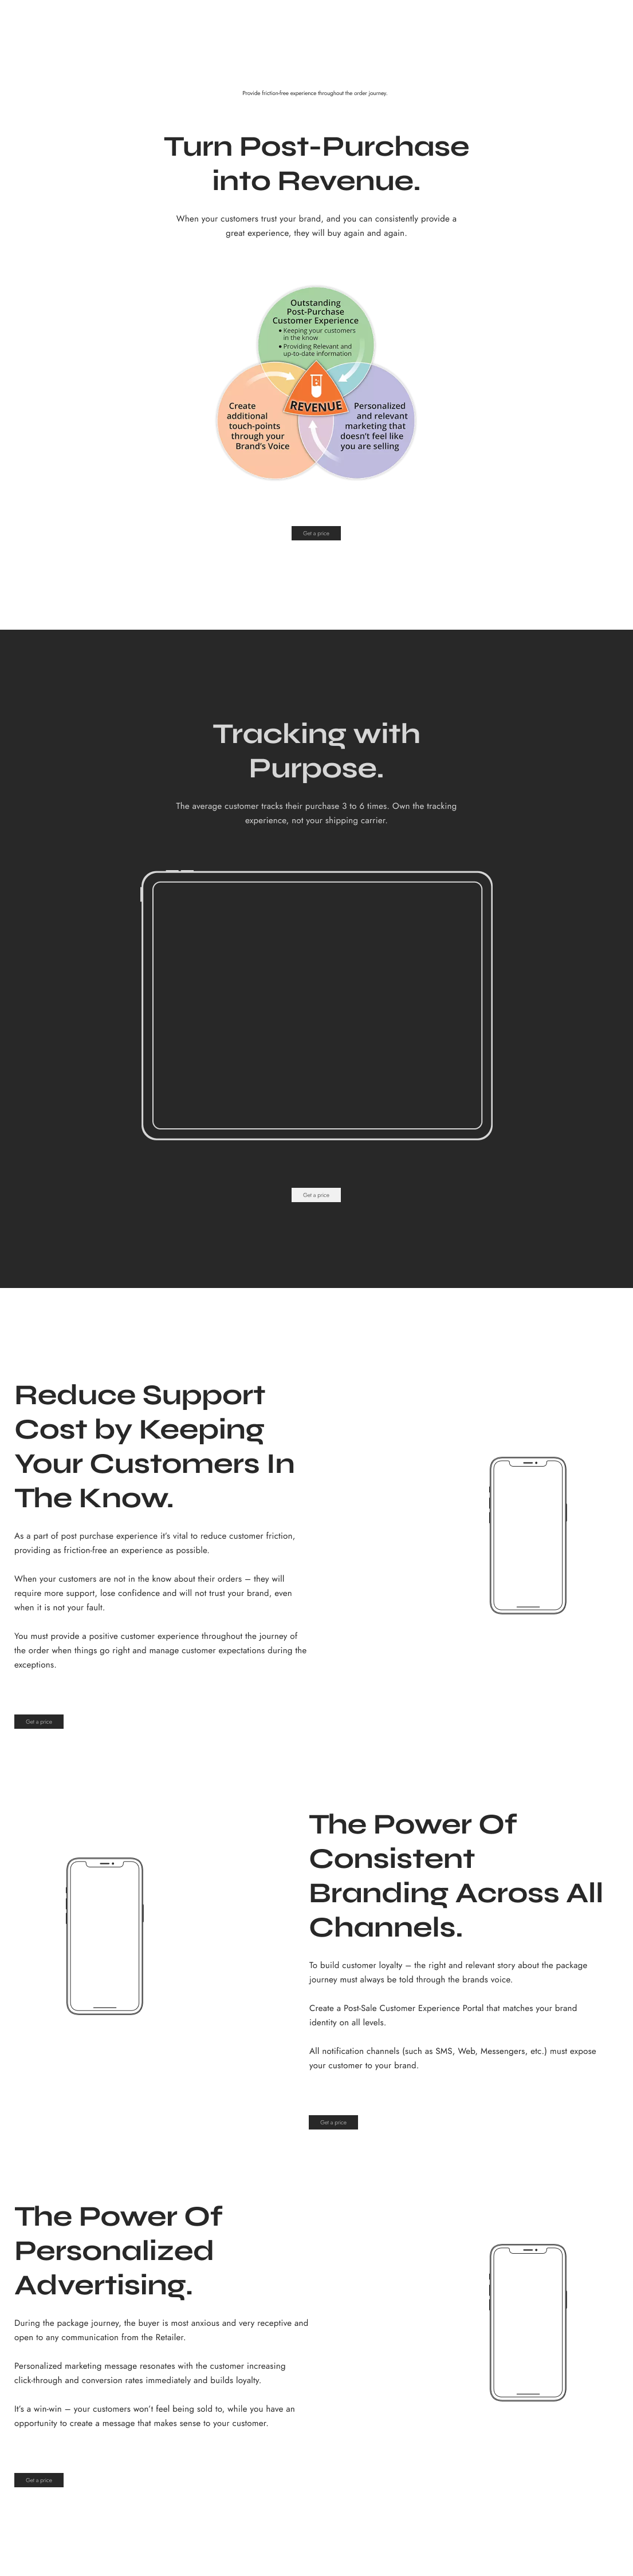 Provide friction-free experience throughout the order journey.
Turn Post-Purchase
into Revenue.
When your customers trust your brand, and you can consistently provide a
great experience, they will buy again and again.
Outstanding
Post-Purchase
Customer Experience
• Keeping your customers
in the know
• Providing Relevant and
up-to-date information
REVENUE
Create
additional
touch-points
through your
Brand's Voice
Personalized
and relevant
marketing that
doesn't feel like
you are selling
Get a price
Tracking with
Purpose.
The average customer tracks their purchase 3 to 6 times. Own the tracking
experience, not your shipping carrier.
Get a price
Reduce Support
Cost by Keeping
Your Customers In
The Know.
As a part of post purchase experience it's vital to reduce customer friction,
providing as friction-free an experience as possible.
When your customers are not in the know about their orders – they will
require more support, lose confidence and will not trust your brand, even
when it is not your fault.
You must provide a positive customer experience throughout the journey of
the order when things go right and manage customer expectations during the
exceptions.
Get a price
The Power Of
Consistent
Branding Across All
Channels.
To build customer loyalty – the right and relevant story about the package
journey must always be told through the brands voice.
Create a Post-Sale Customer Experience Portal that matches your brand
identity on all levels.
All notification channels (such as SMS, Web, Messengers, etc.) must expose
your customer to your brand.
Get a price
The Power Of
Personalized
Advertising.
During the package journey, the buyer is most anxious and very receptive and
open to any communication from the Retailer.
Personalized marketing message resonates with the customer increasing
click-through and conversion rates immediately and builds loyalty.
It's a win-win – your customers won't feel being sold to, while you have an
opportunity to create a message that makes sense to your customer.
Get a price